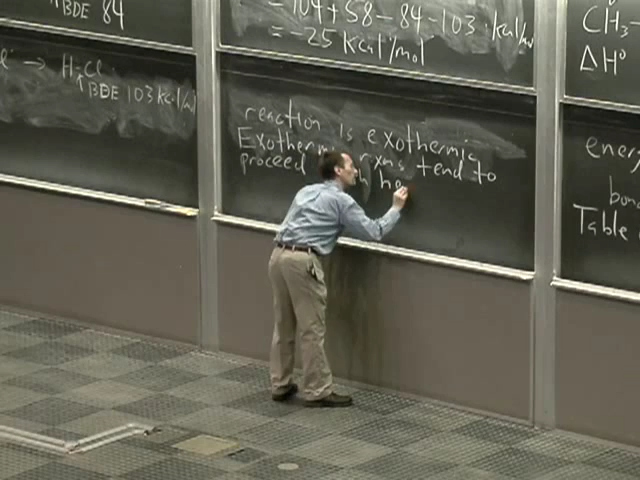 BDE 84
H-Cl
BDE 103 kcal/m
- 104 + 58 - 84 - 103 kcal/m
= -25 Kcal/mol
reaction is exothermic
Exothermic rxns tend to
proceed
CH3
ΔH°
energ
bon
Table